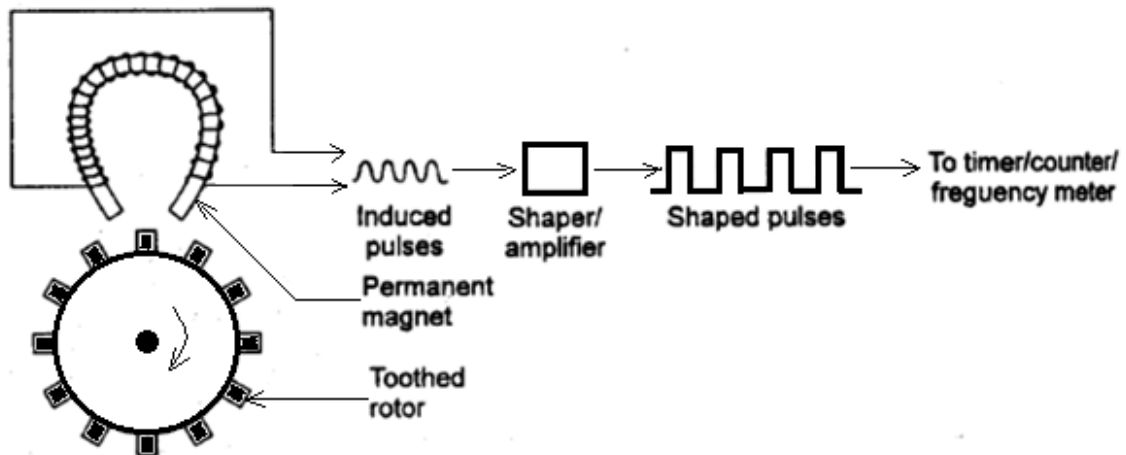 Induced
pulses
Shaper/
amplifier
Shaped pulses
To timer/counter/
freguency meter
Permanent
magnet
Toothed
rotor